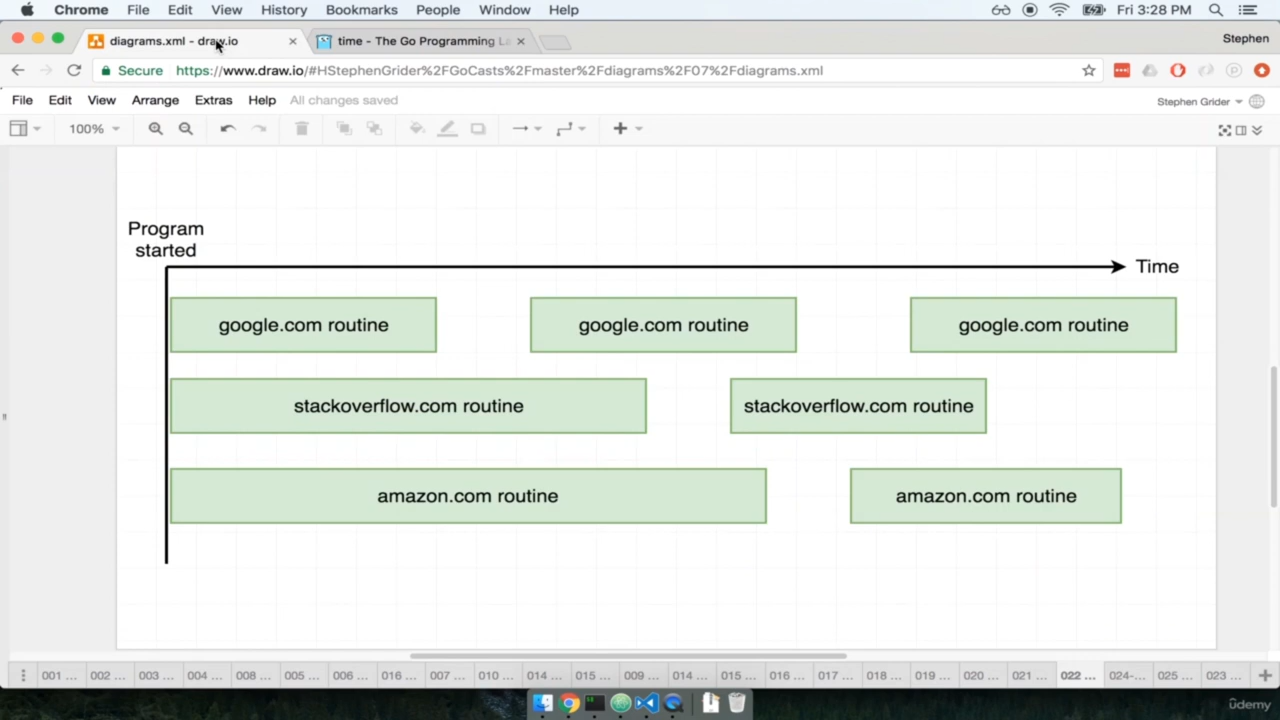 Chrome File Edit View History Bookmarks People Window Help Fri 3:28 PM
diagrams.xml - draw.io time - The Go Programming La Stephen
Secure https://www.draw.io/#HStephenGrider%2FGoCasts%2Fmaster%2Fdiagrams%2F07%2Fdiagrams.xml
File Edit View Arrange Extras Help All changes saved Stephen Grider
100%
Program
started
Time
google.com routine google.com routine google.com routine
stackoverflow.com routine stackoverflow.com routine
amazon.com routine amazon.com routine
001 ... 002 ... 003 ... 004 ... 008 ... 005 ... 006 ... 016 ... 007 ... 010 ... 014 ... 015 ... 009 ... 014 ... 015 ... 016 ... 017 ... 018 ... 019 ... 020 ... 021 ... 022 ... 024-... 025 ... 023 ...
ûdemy